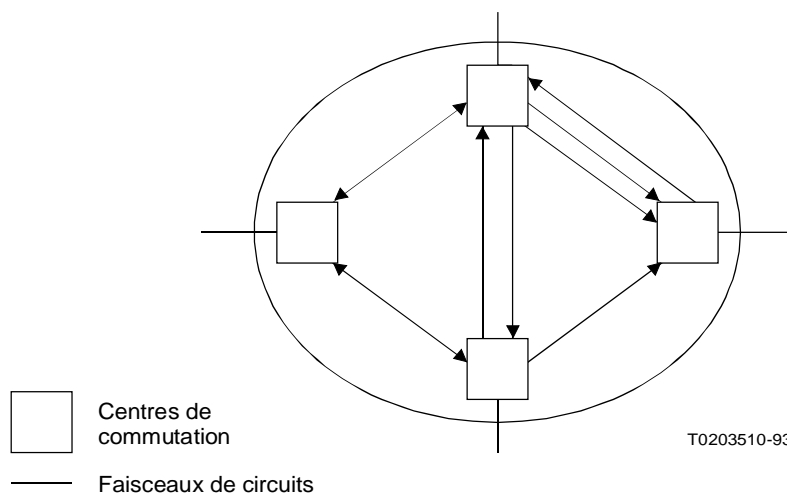 Centres de
commutation
T0203510-93
Faisceaux de circuits